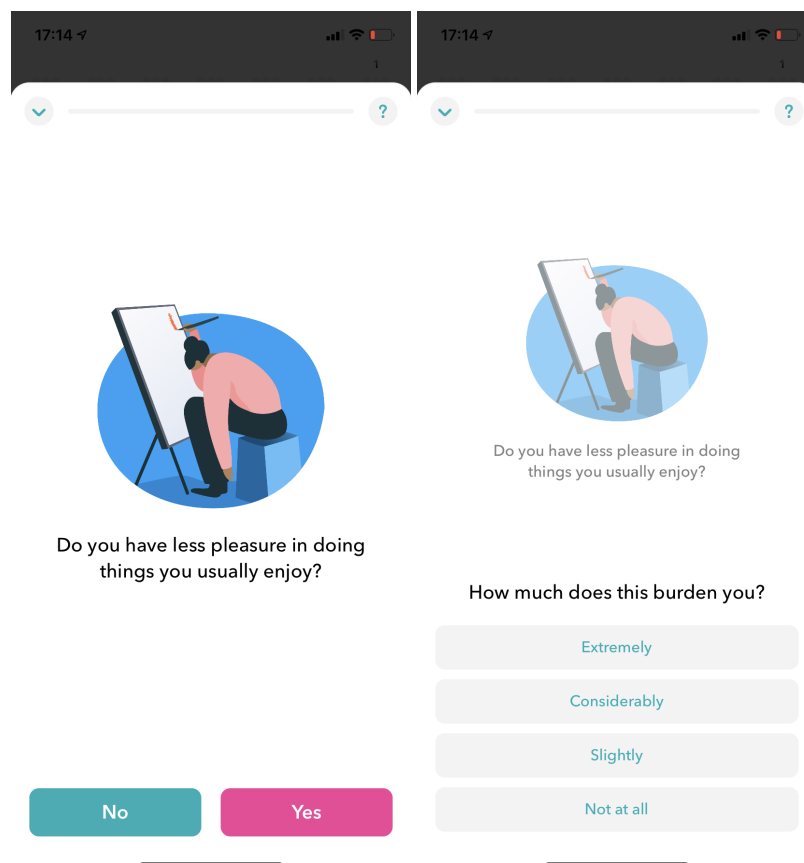 17:14
1
?
Do you have less pleasure in doing
things you usually enjoy?
No
Yes
17:14
1
?
Do you have less pleasure in doing
things you usually enjoy?
How much does this burden you?
Extremely
Considerably
Slightly
Not at all